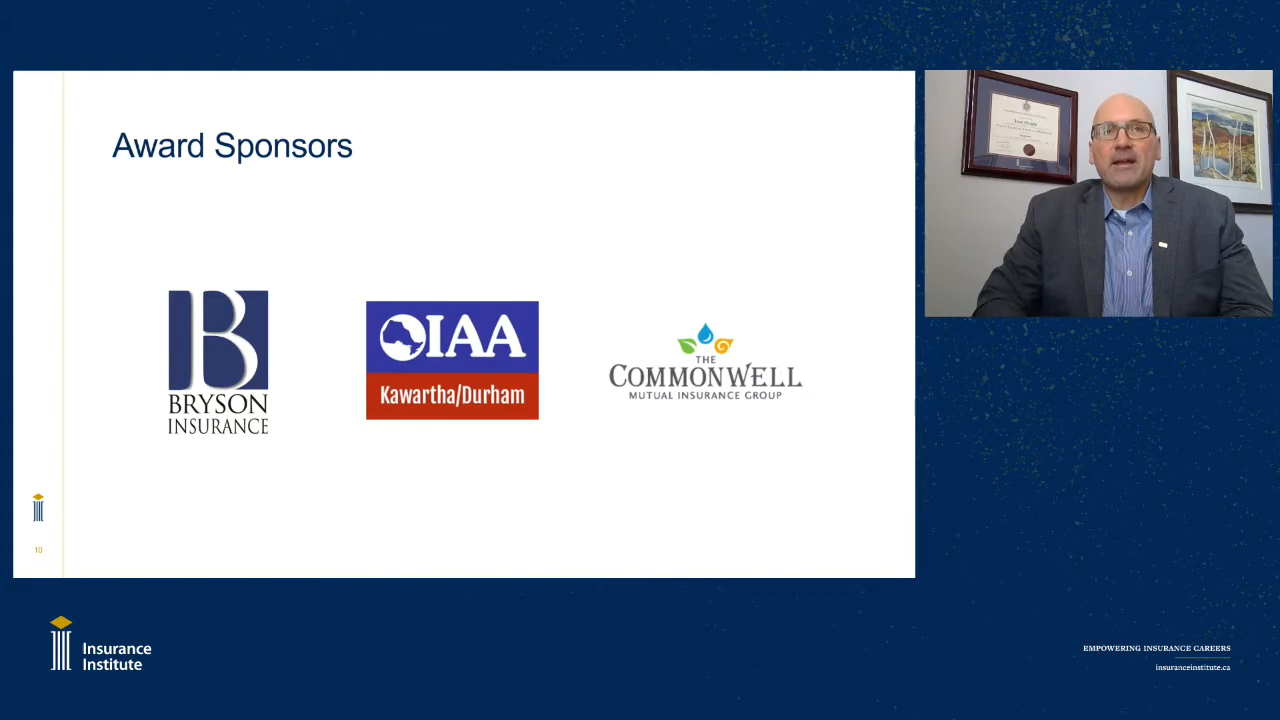 Award Sponsors
B
BRYSON
INSURANCE
OIAA
Kawartha/Durham
THE
COMMONWELL
MUTUAL INSURANCE GROUP
10
Insurance
Institute
EMPOWERING INSURANCE CAREERS
insuranceinstitute.ca